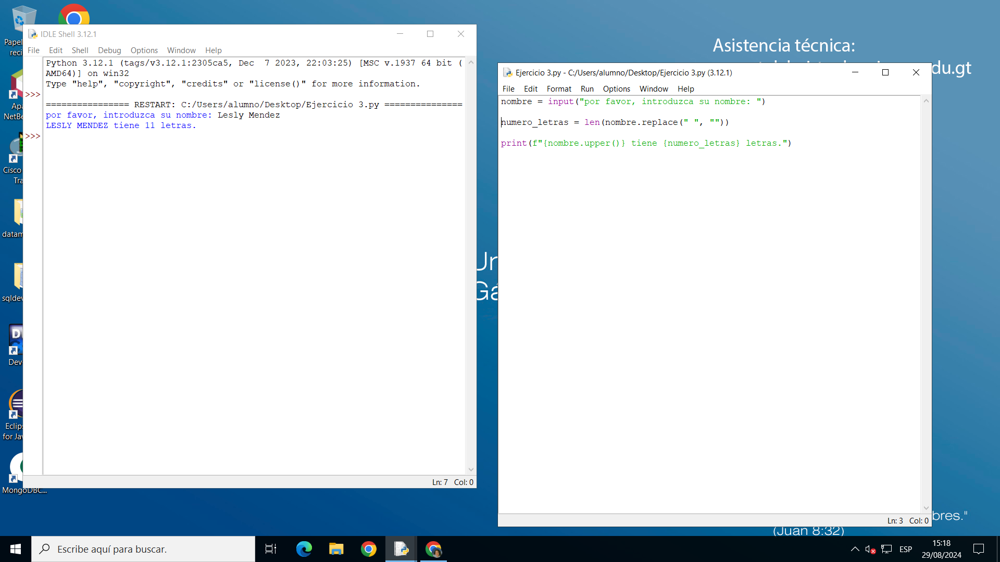 Papel
reci
Apa
NetBe
Cisco
Tra
datam
sqldev
Dev
Eclips
for Jav
MongoDBC...
IDLE Shell 3.12.1
File Edit Shell Debug Options Window Help
Python 3.12.1 (tags/v3.12.1:2305ca5, Dec  7 2023, 22:03:25) [MSC v.1937 64 bit (
AMD64)] on win32
Type "help", "copyright", "credits" or "license()" for more information.
>>>
================ RESTART: C:/Users/alumno/Desktop/Ejercicio 3.py ===============
por favor, introduzca su nombre: Lesly Mendez
LESLY MENDEZ tiene 11 letras.
>>>
Ln: 7 Col: 0
Asistencia técnica:
du.gt
Ejercicio 3.py - C:/Users/alumno/Desktop/Ejercicio 3.py (3.12.1)
File Edit Format Run Options Window Help
nombre = input("por favor, introduzca su nombre: ")
numero_letras = len(nombre.replace(" ", ""))
print(f"{nombre.upper()} tiene {numero_letras} letras.")
Ln: 3 Col: 0
Un
Gá
bres."
(Juan 8:32)
Escribe aquí para buscar.
ESP
15:18
29/08/2024